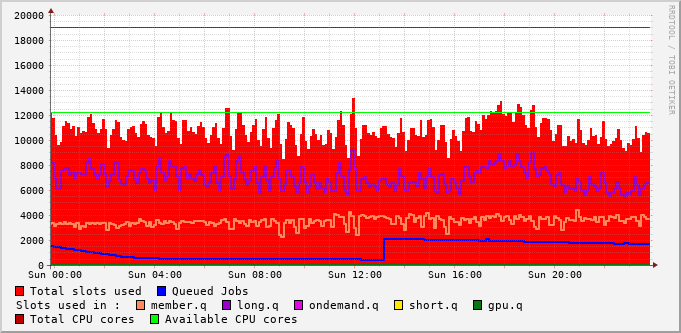 20000
18000
16000
14000
12000
10000
8000
6000
4000
2000
0
Sun 00:00 Sun 04:00 Sun 08:00 Sun 12:00 Sun 16:00 Sun 20:00
Total slots used Queued Jobs
Slots used in : member.q long.q ondemand.q short.q gpu.q
Total CPU cores Available CPU cores
RRDTOOL / TOBI OETIKER